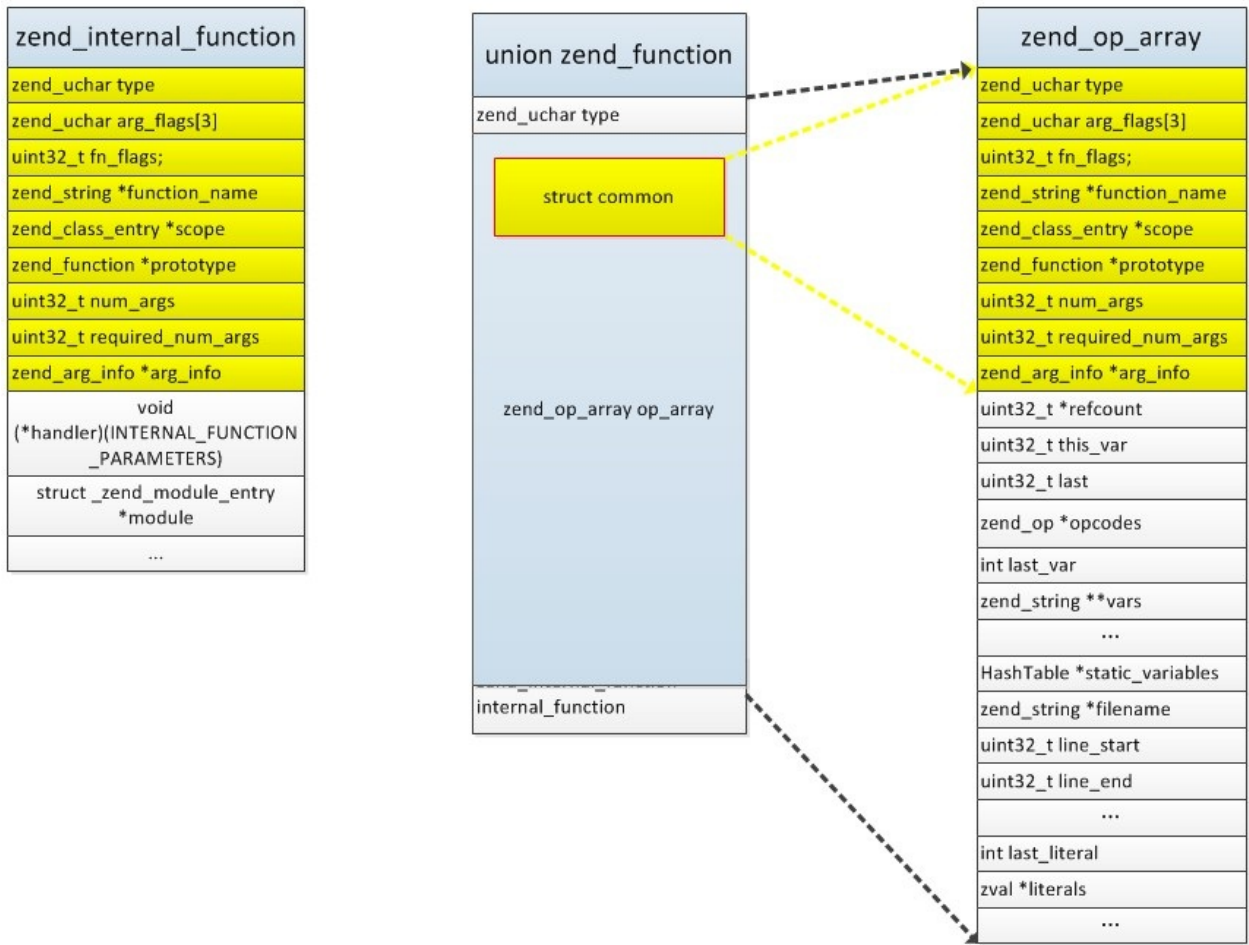 zend_internal_function
zend_uchar type
zend_uchar arg_flags[3]
uint32_t fn_flags;
zend_string *function_name
zend_class_entry *scope
zend_function *prototype
uint32_t num_args
uint32_t required_num_args
zend_arg_info *arg_info
void
(*handler)(INTERNAL_FUNCTION
_PARAMETERS)
struct _zend_module_entry
*module
...
union zend_function
zend_uchar type
struct common
zend_op_array op_array
internal_function
zend_op_array
zend_uchar type
zend_uchar arg_flags[3]
uint32_t fn_flags;
zend_string *function_name
zend_class_entry *scope
zend_function *prototype
uint32_t num_args
uint32_t required_num_args
zend_arg_info *arg_info
uint32_t *refcount
uint32_t this_var
uint32_t last
zend_op *opcodes
int last_var
zend_string **vars
...
HashTable *static_variables
zend_string *filename
uint32_t line_start
uint32_t line_end
...
int last_literal
zval *literals
...